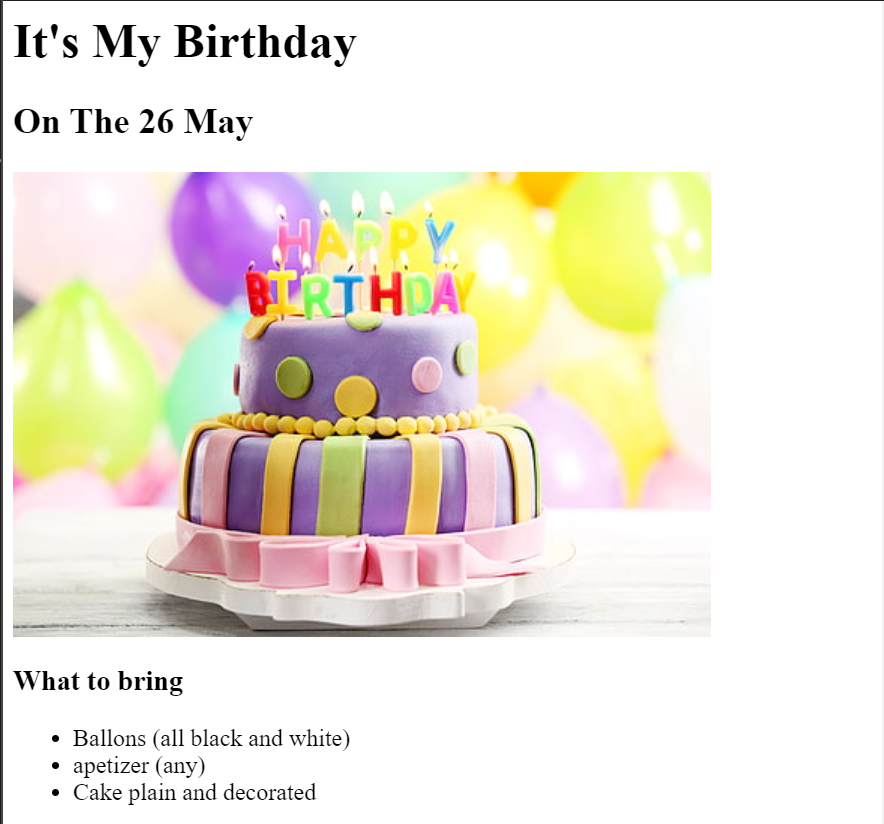 It's My Birthday
On The 26 May
HAPPY
BIRTHDAY
What to bring
Ballons (all black and white)
apetizer (any)
Cake plain and decorated